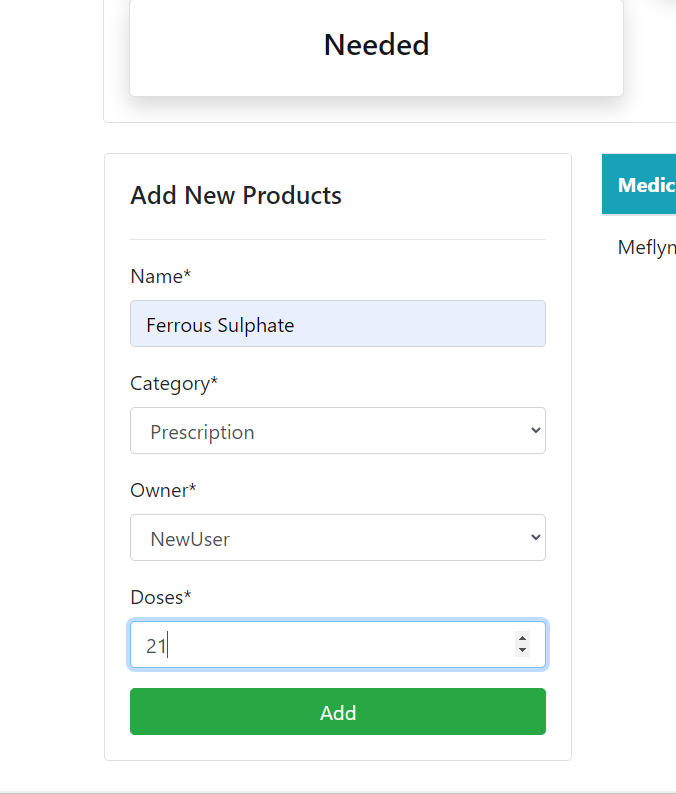 Needed
Add New Products
Name*
Ferrous Sulphate
Category*
Prescription
Owner*
NewUser
Doses*
21
Add
Medic
Meflyn